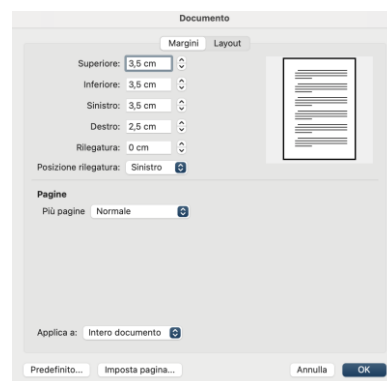 Documento
Margini Layout
Superiore: 3,5 cm
Inferiore: 3,5 cm
Sinistro: 3,5 cm
Destro: 2,5 cm
Rilegatura: 0 cm
Posizione rilegatura: Sinistro
Pagine
Più pagine Normale
Applica a: Intero documento
Predefinito... Imposta pagina... Annulla OK